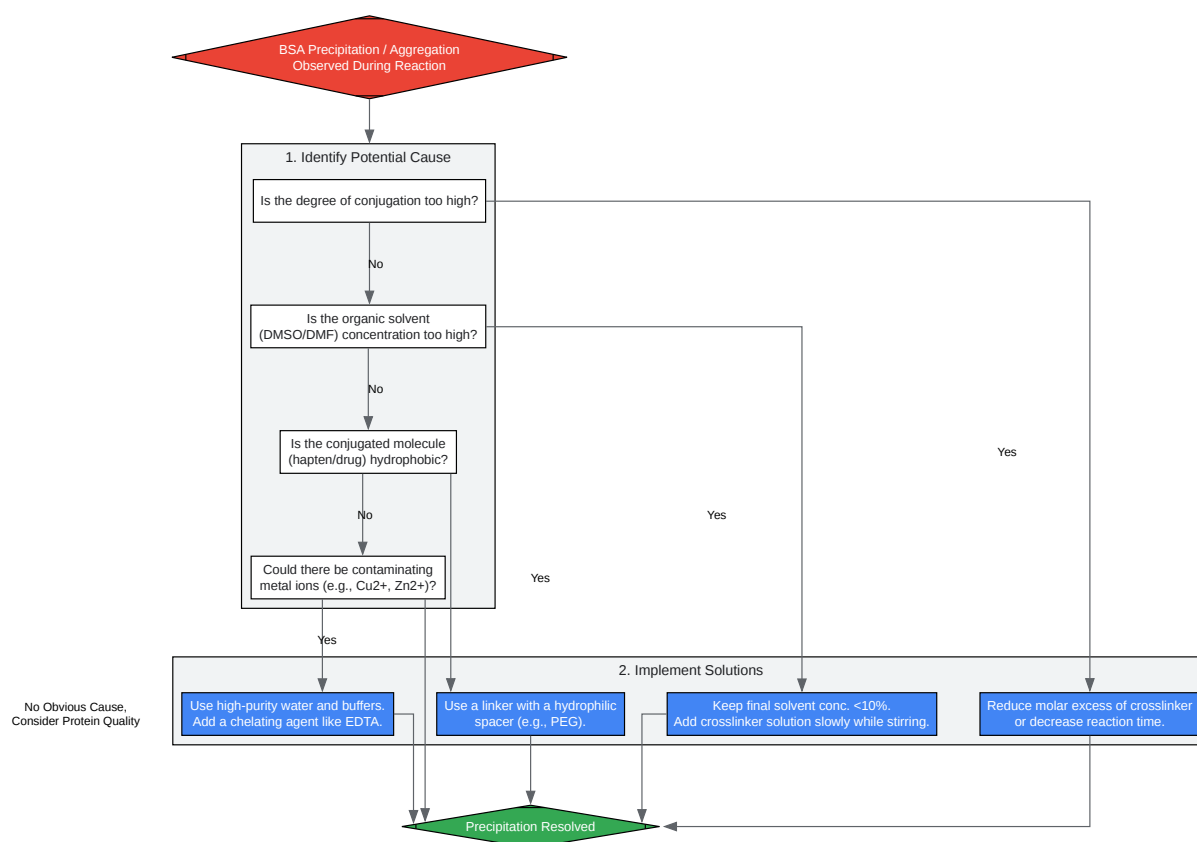 BSA Precipitation / Aggregation
Observed During Reaction
1. Identify Potential Cause
Is the degree of conjugation too high?
No
Is the organic solvent
(DMSO/DMF) concentration too high?
No
Is the conjugated molecule
(hapten/drug) hydrophobic?
Yes
No
Yes
Could there be contaminating
metal ions (e.g., Cu2+, Zn2+)?
Yes
Yes
2. Implement Solutions
No Obvious Cause,
Consider Protein Quality
Use high-purity water and buffers.
Add a chelating agent like EDTA.
Use a linker with a hydrophilic
spacer (e.g., PEG).
Keep final solvent conc. <10%.
Add crosslinker solution slowly while stirring.
Reduce molar excess of crosslinker
or decrease reaction time.
Precipitation Resolved